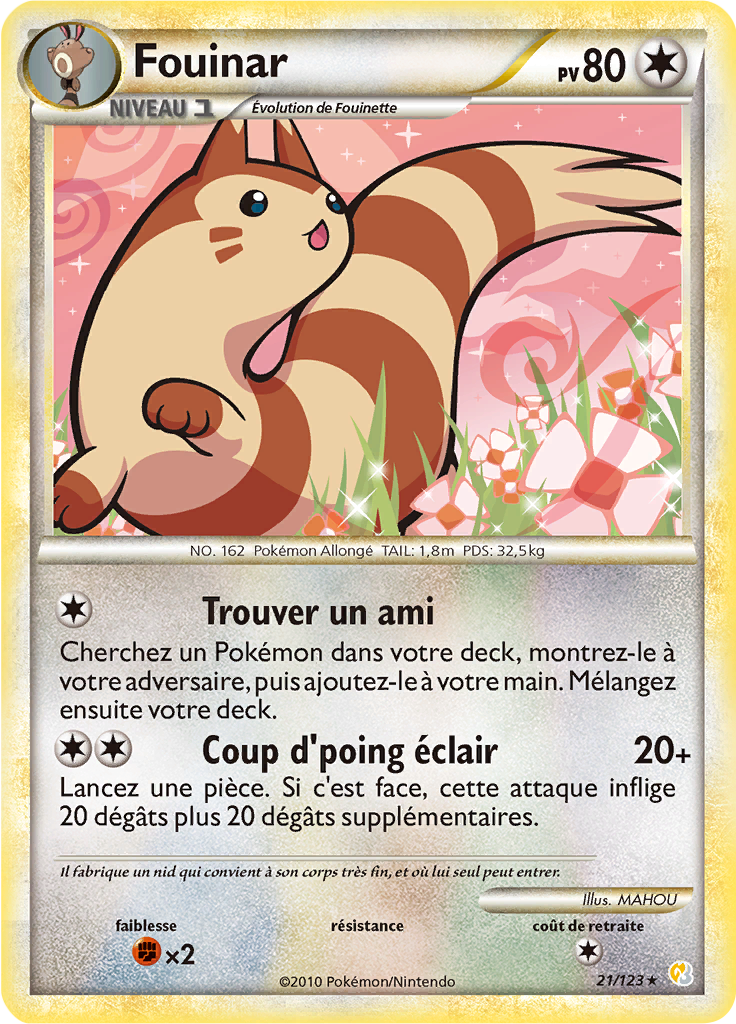 Fouinar
PV 80
NIVEAU 1
Évolution de Fouinette
NO. 162 Pokémon Allongé TAIL: 1,8m PDS: 32,5kg
Trouver un ami
Cherchez un Pokémon dans votre deck, montrez-le à
votre adversaire, puis ajoutez-le à votre main. Mélangez
ensuite votre deck.
Coup d'poing éclair 20+
Lancez une pièce. Si c'est face, cette attaque inflige
20 dégâts plus 20 dégâts supplémentaires.
Il fabrique un nid qui convient à son corps très fin, et où lui seul peut entrer.
Illus. MAHOU
faiblesse résistance coût de retraite
×2
©2010 Pokémon/Nintendo
21/123 ★